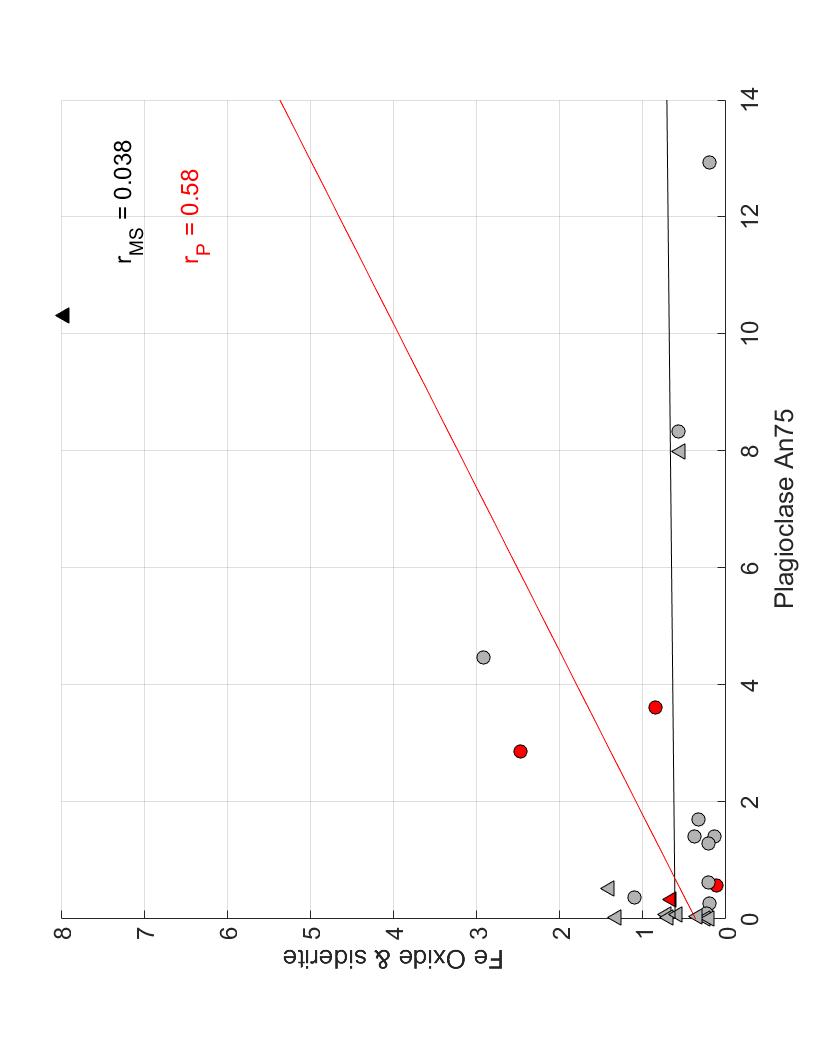 8
7
6
5
4
3
2
1
0
Fe Oxide & siderite
r_MS = 0.038
r_P = 0.58
0 2 4 6 8 10 12 14
Plagioclase An75